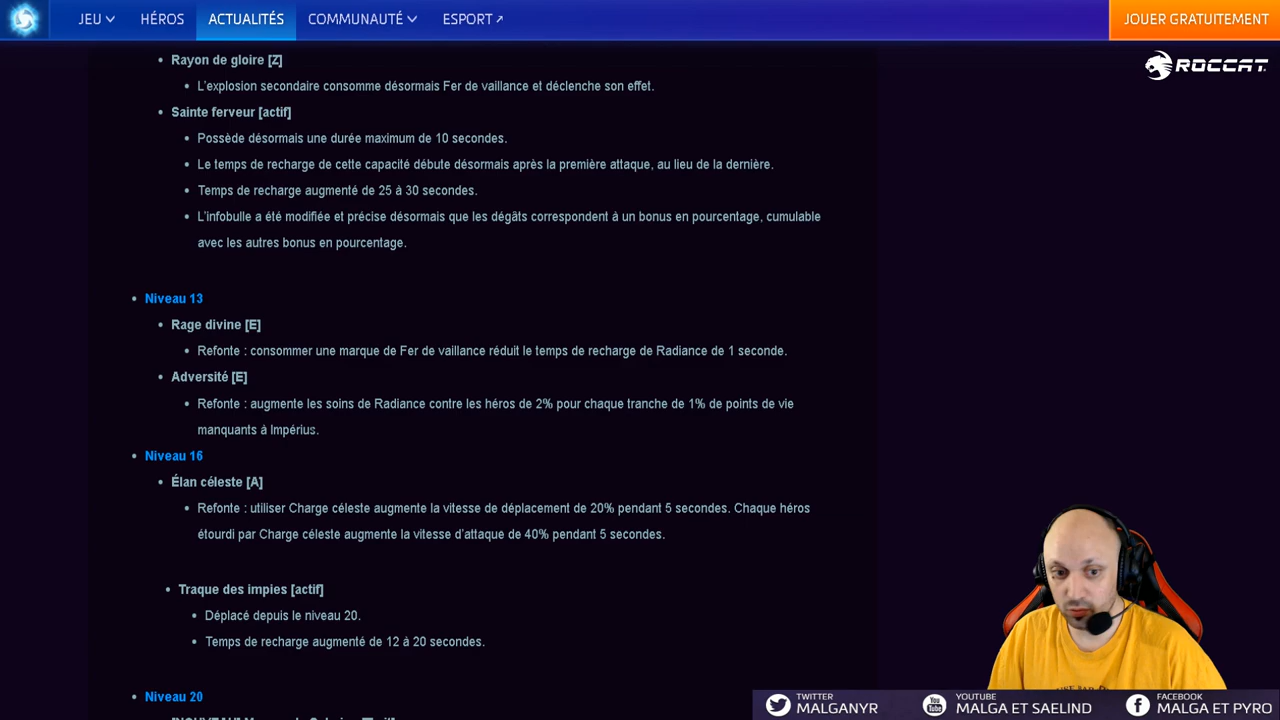 JEU HÉROS ACTUALITÉS COMMUNAUTÉ ESPORT JOUER GRATUITEMENT
ROCCAT
Rayon de gloire [Z]
L'explosion secondaire consomme désormais Fer de vaillance et déclenche son effet.
Sainte ferveur [actif]
Possède désormais une durée maximum de 10 secondes.
Le temps de recharge de cette capacité débute désormais après la première attaque, au lieu de la dernière.
Temps de recharge augmenté de 25 à 30 secondes.
L'infobulle a été modifiée et précise désormais que les dégâts correspondent à un bonus en pourcentage, cumulable
avec les autres bonus en pourcentage.
Niveau 13
Rage divine [E]
Refonte : consommer une marque de Fer de vaillance réduit le temps de recharge de Radiance de 1 seconde.
Adversité [E]
Refonte : augmente les soins de Radiance contre les héros de 2% pour chaque tranche de 1% de points de vie
manquants à Impérius.
Niveau 16
Élan céleste [A]
Refonte : utiliser Charge céleste augmente la vitesse de déplacement de 20% pendant 5 secondes. Chaque héros
étourdi par Charge céleste augmente la vitesse d'attaque de 40% pendant 5 secondes.
Traque des impies [actif]
Déplacé depuis le niveau 20.
Temps de recharge augmenté de 12 à 20 secondes.
Niveau 20
TWITTER
MALGANYR
YOUTUBE
MALGA ET SAELIND
FACEBOOK
MALGA ET PYRO